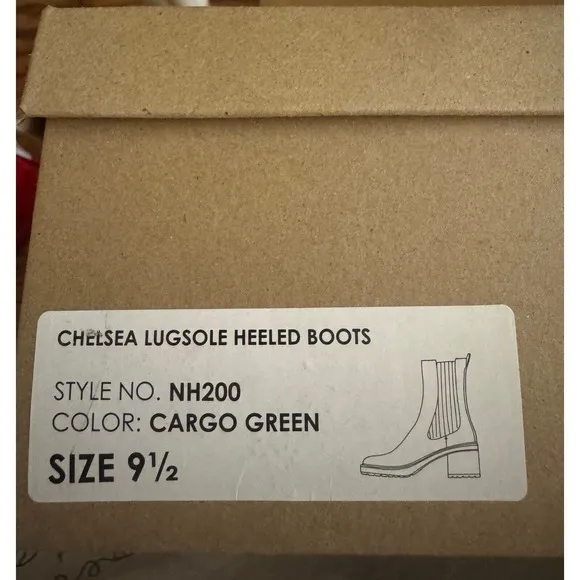 CHELSEA LUGSOLE HEELED BOOTS
STYLE NO. NH200
COLOR: CARGO GREEN
SIZE 9½